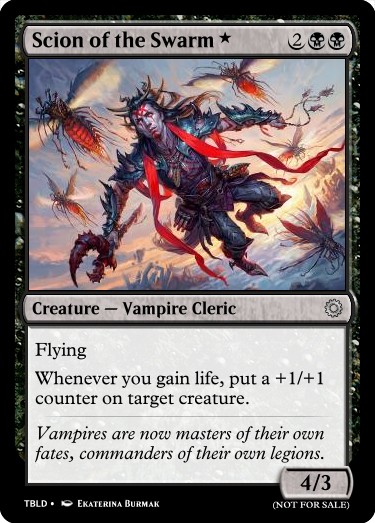 Scion of the Swarm ★ 2
Creature — Vampire Cleric
Flying
Whenever you gain life, put a +1/+1
counter on target creature.
Vampires are now masters of their own
fates, commanders of their own legions.
4/3
TBLD • Ekaterina Burmak
(NOT FOR SALE)